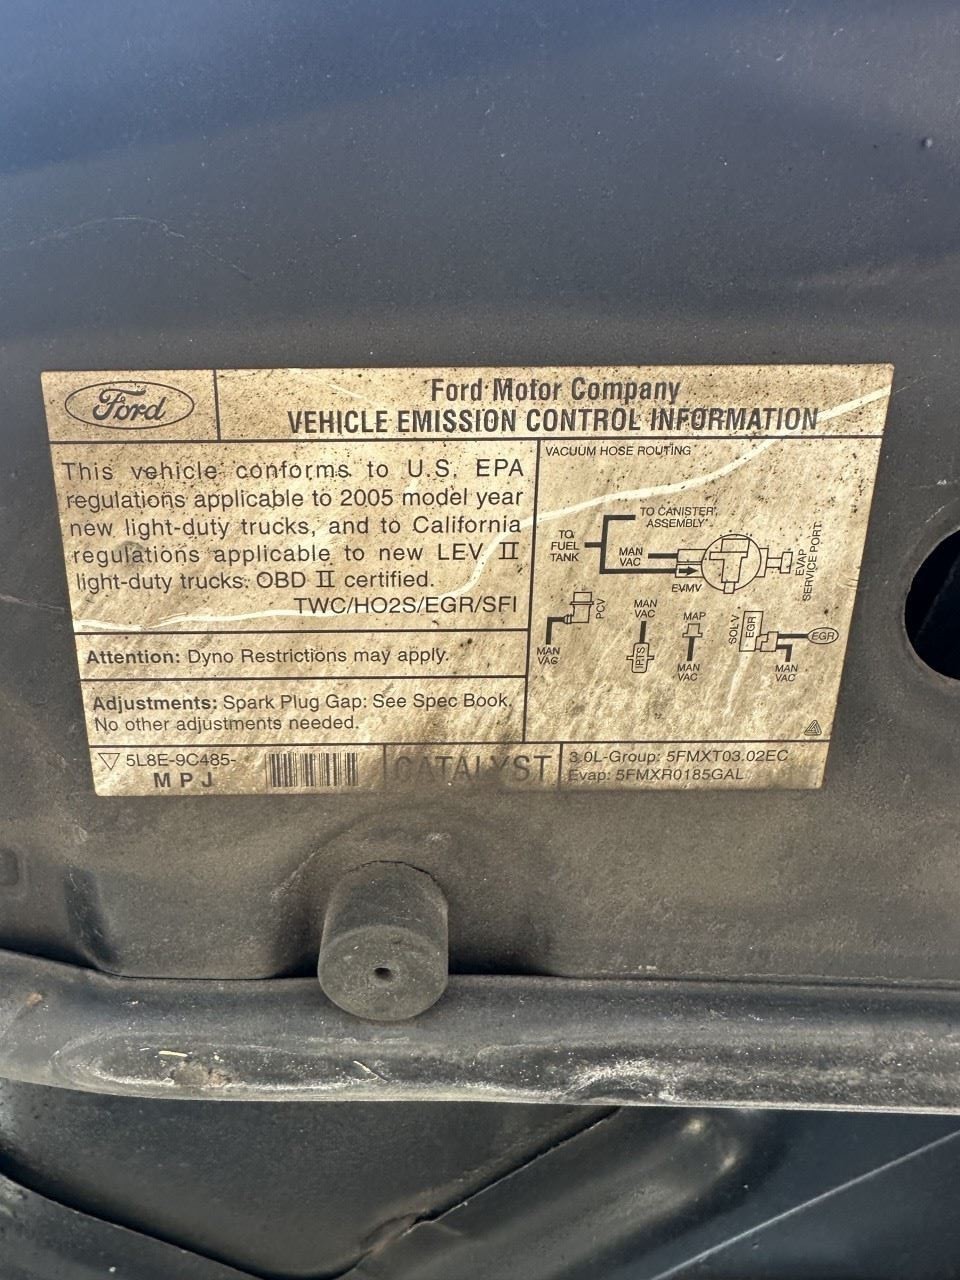 Ford
Ford Motor Company
VEHICLE EMISSION CONTROL INFORMATION
This vehicle conforms to U.S. EPA
regulations applicable to 2005 model year
new light-duty trucks, and to California
regulations applicable to new LEV II
light-duty trucks. OBD II certified.
TWC/HO2S/EGR/SFI
Attention: Dyno Restrictions may apply.
Adjustments: Spark Plug Gap: See Spec Book.
No other adjustments needed.
VACUUM HOSE ROUTING
TO CANISTER
ASSEMBLY
TO
FUEL
TANK
MAN
VAC
EVMV
EVAP
SERVICE PORT
PCV
MAN
VAC
MAN
VAC
IRTS
MAP
MAN
VAC
SOL-V
EGR
EGR
MAN
VAC
5L8E-9C485-
MPJ
CATALYST
3.0L-Group: 5FMXT03.02EC
Evap: 5FMXR0185GAL